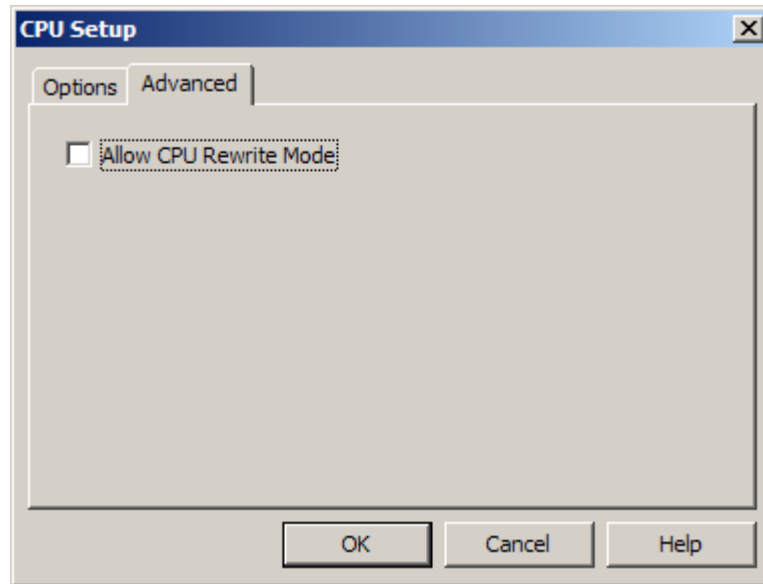 CPU Setup
Options Advanced
Allow CPU Rewrite Mode
OK Cancel Help